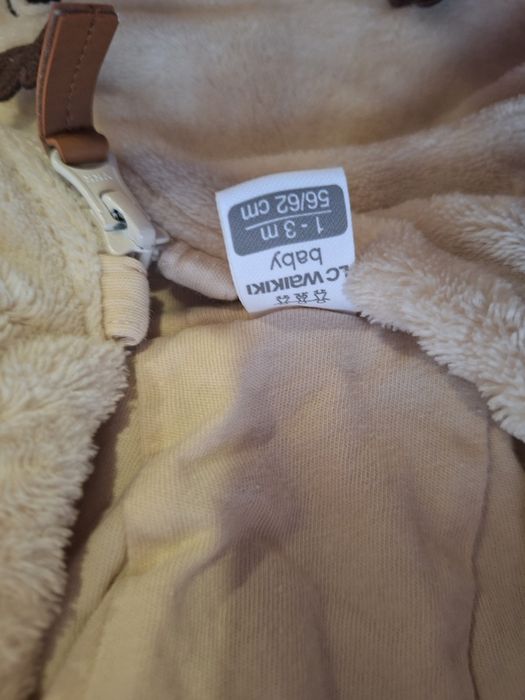 LC WAIKIKI
baby
1 - 3 m
56/62 cm